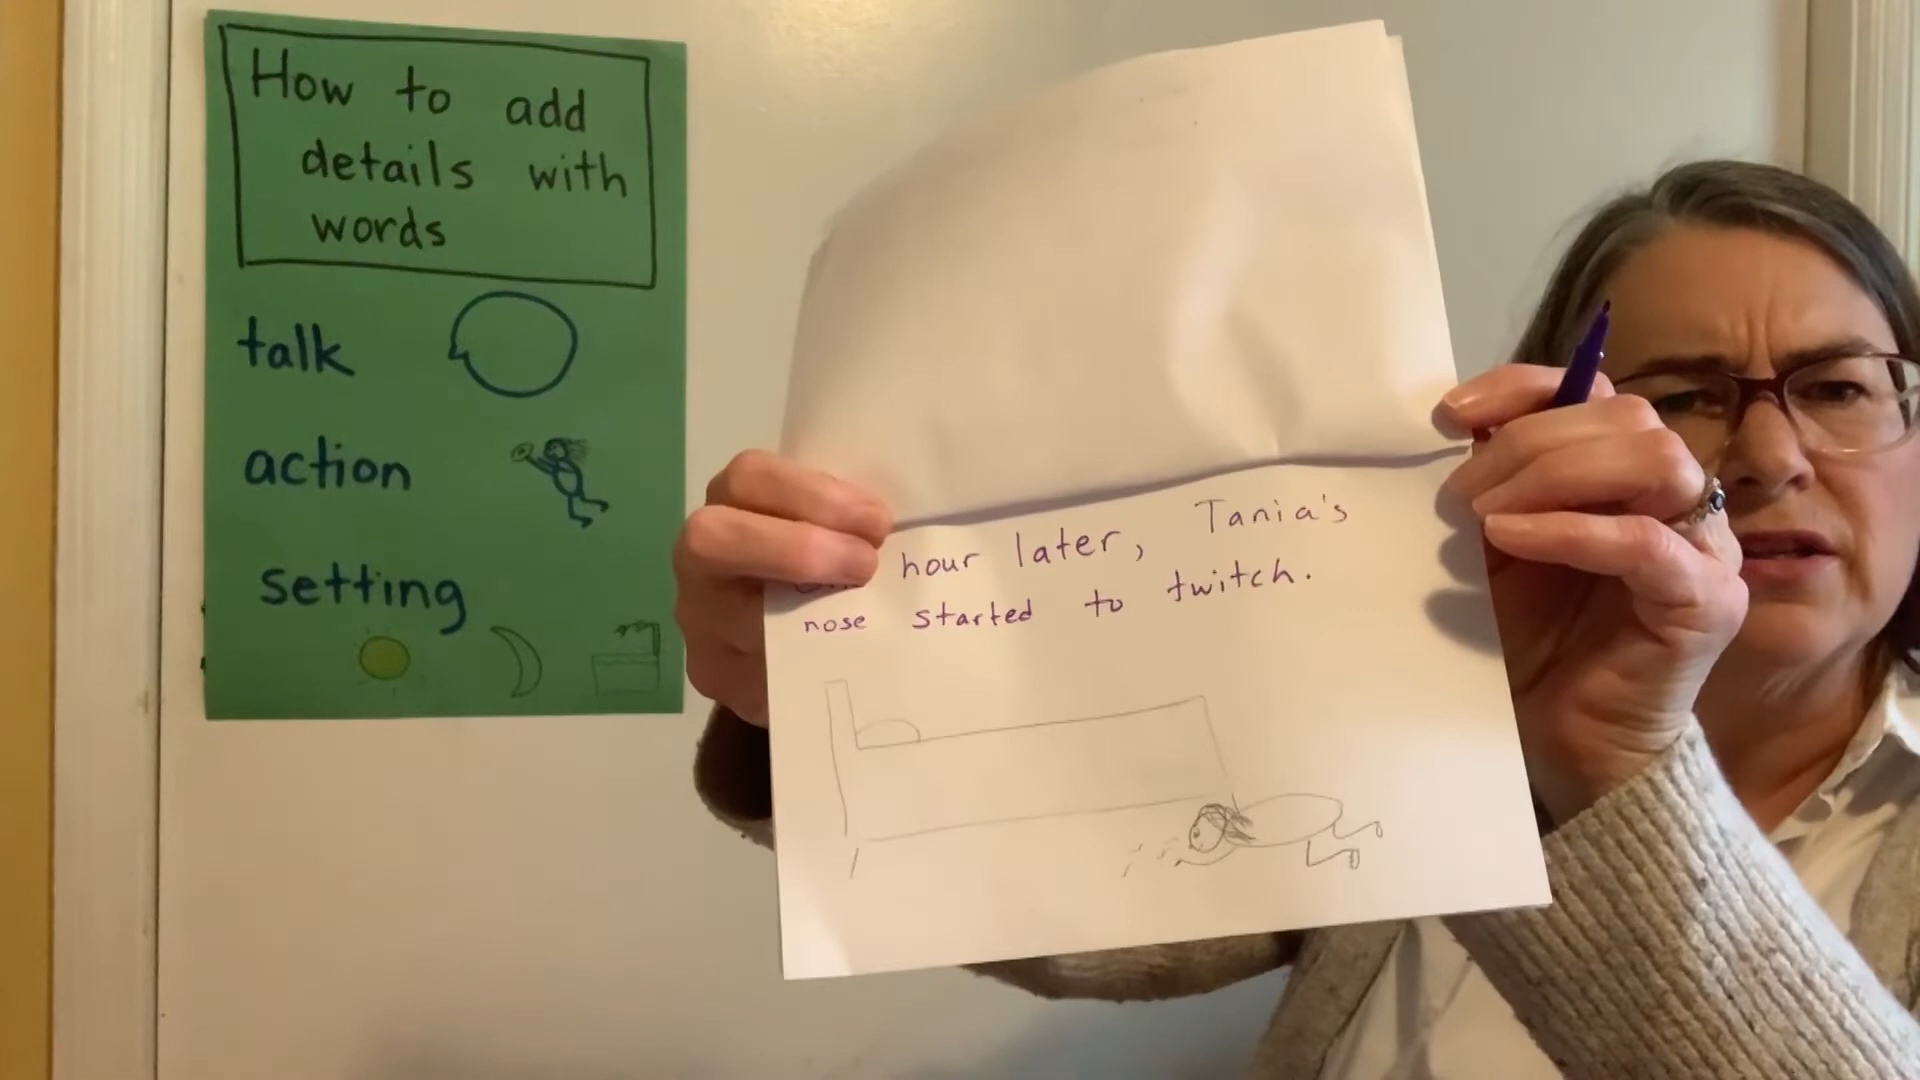 How to add
details with
words
talk
action
setting
hour later, Tania's
nose started to twitch.